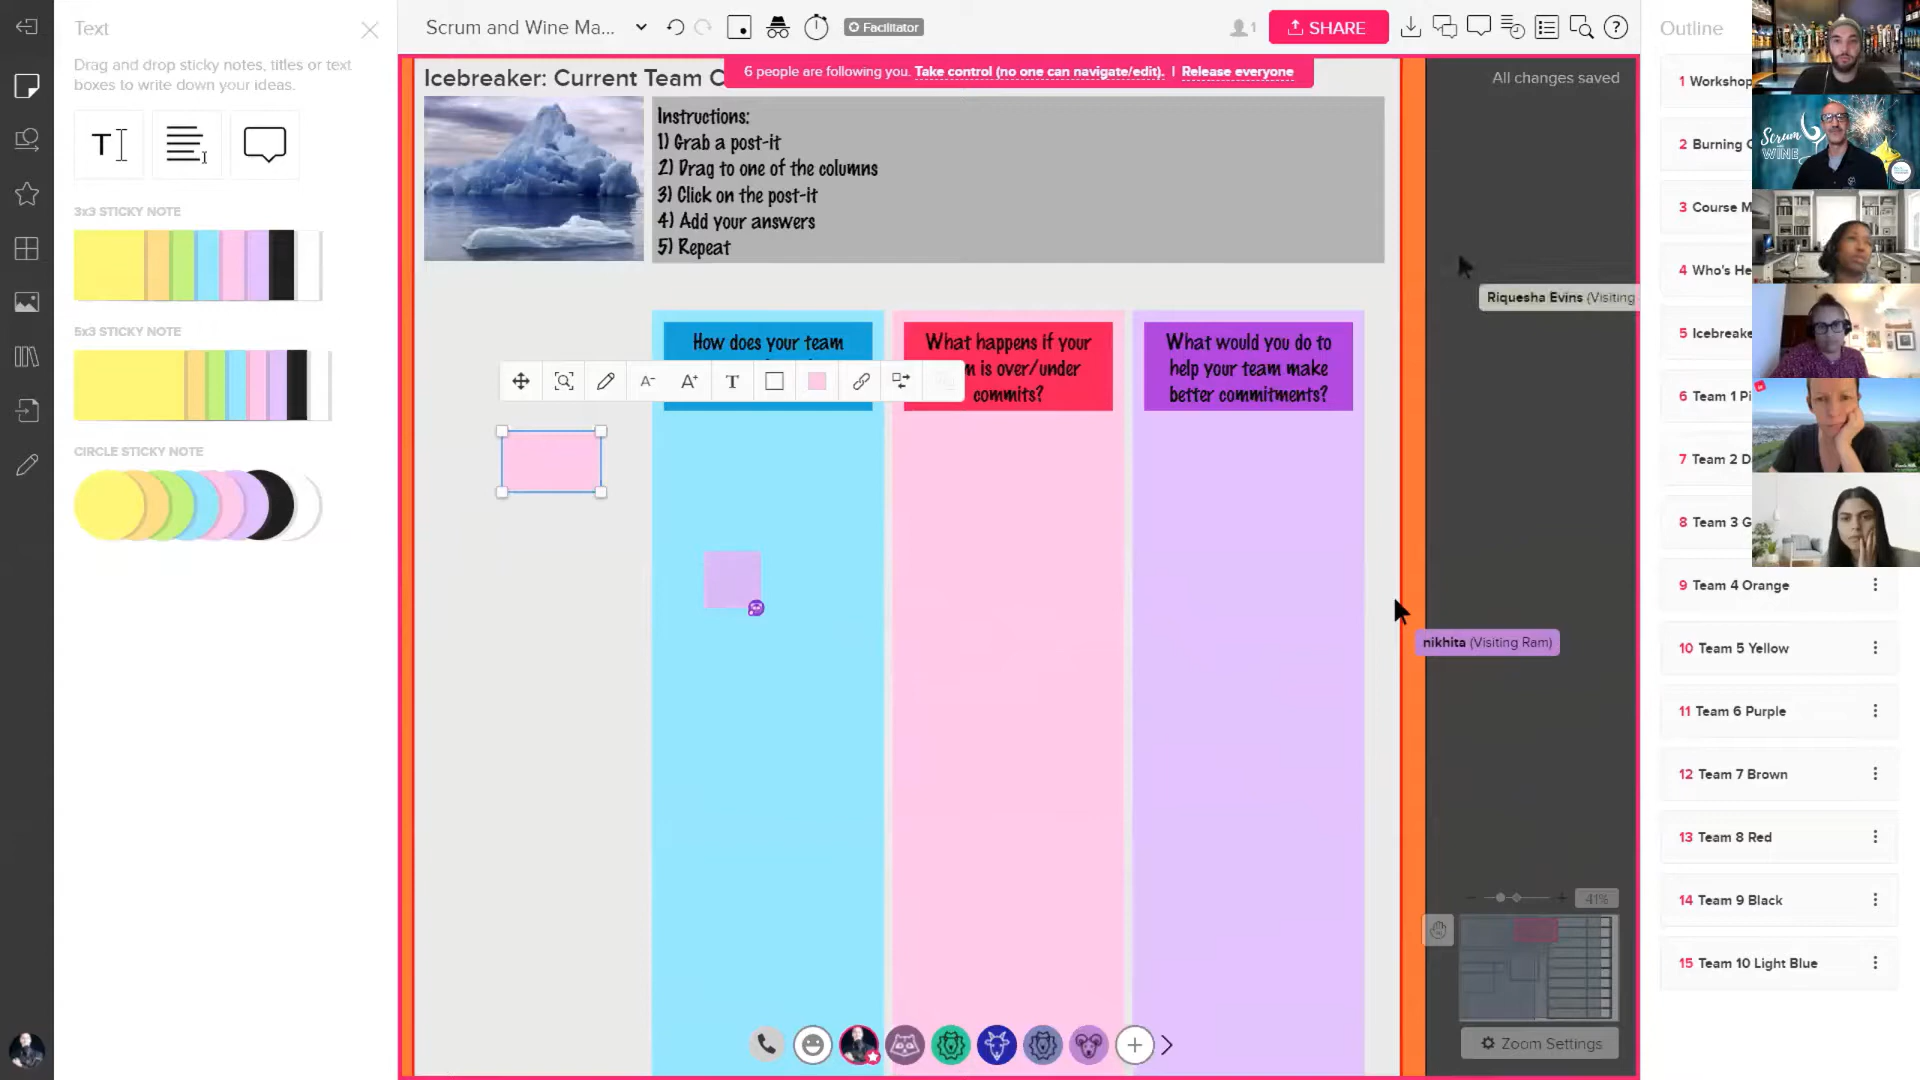 Text
Drag and drop sticky notes, titles or text
boxes to write down your ideas.
T
3x3 STICKY NOTE
5x3 STICKY NOTE
CIRCLE STICKY NOTE
Scrum and Wine Ma...
Facilitator
1
SHARE
?
6 people are following you. Take control (no one can navigate/edit). | Release everyone
All changes saved
Icebreaker: Current Team C
Instructions:
1) Grab a post-it
2) Drag to one of the columns
3) Click on the post-it
4) Add your answers
5) Repeat
How does your team
What happens if your
is over/under
commits?
What would you do to
help your team make
better commitments?
A-
A+
T
Riquesha Evins (Visiting
nikhita (Visiting Ram)
41%
Zoom Settings
Outline
1 Workshop
2 Burning
3 Course M
4 Who's He
5 Icebreake
6 Team 1 Pi
7 Team 2 D
8 Team 3 G
9 Team 4 Orange
10 Team 5 Yellow
11 Team 6 Purple
12 Team 7 Brown
13 Team 8 Red
14 Team 9 Black
15 Team 10 Light Blue
Scrum
WINE